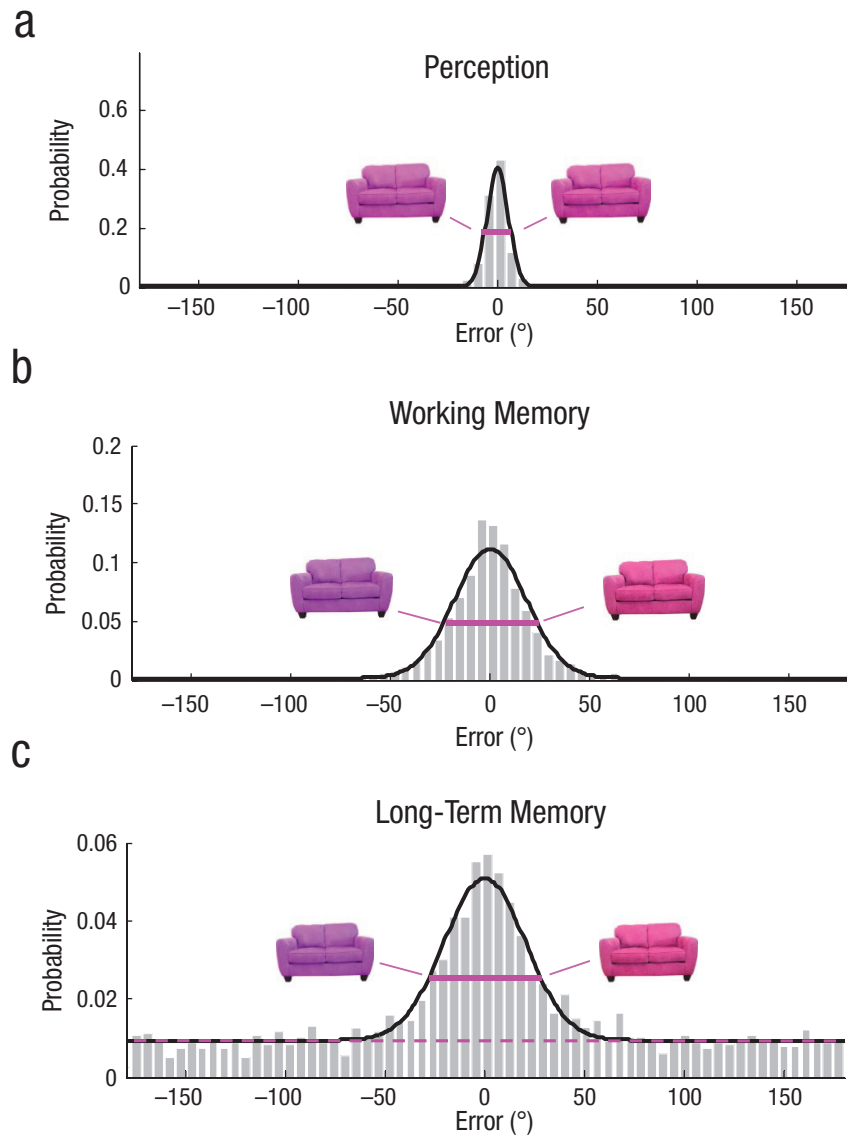 a
Perception
Probability
0.6
0.4
0.2
0
–150 –100 –50 0 50 100 150
Error (°)
b
Working Memory
Probability
0.2
0.15
0.1
0.05
0
–150 –100 –50 0 50 100 150
Error (°)
c
Long-Term Memory
Probability
0.06
0.04
0.02
0
–150 –100 –50 0 50 100 150
Error (°)